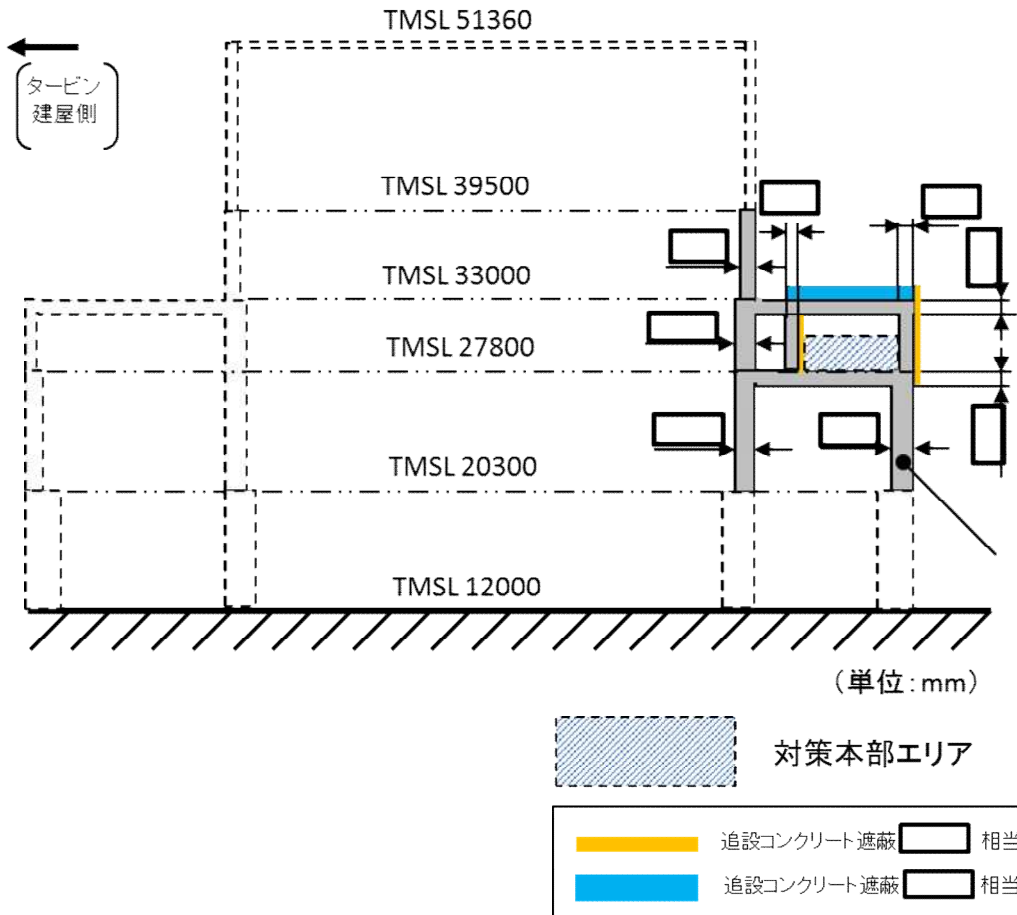 TMSL 51360
タービン
建屋側
TMSL 39500
TMSL 33000
TMSL 27800
TMSL 20300
TMSL 12000
(単位:mm)
対策本部エリア
追設コンクリート遮蔽 相当
追設コンクリート遮蔽 相当